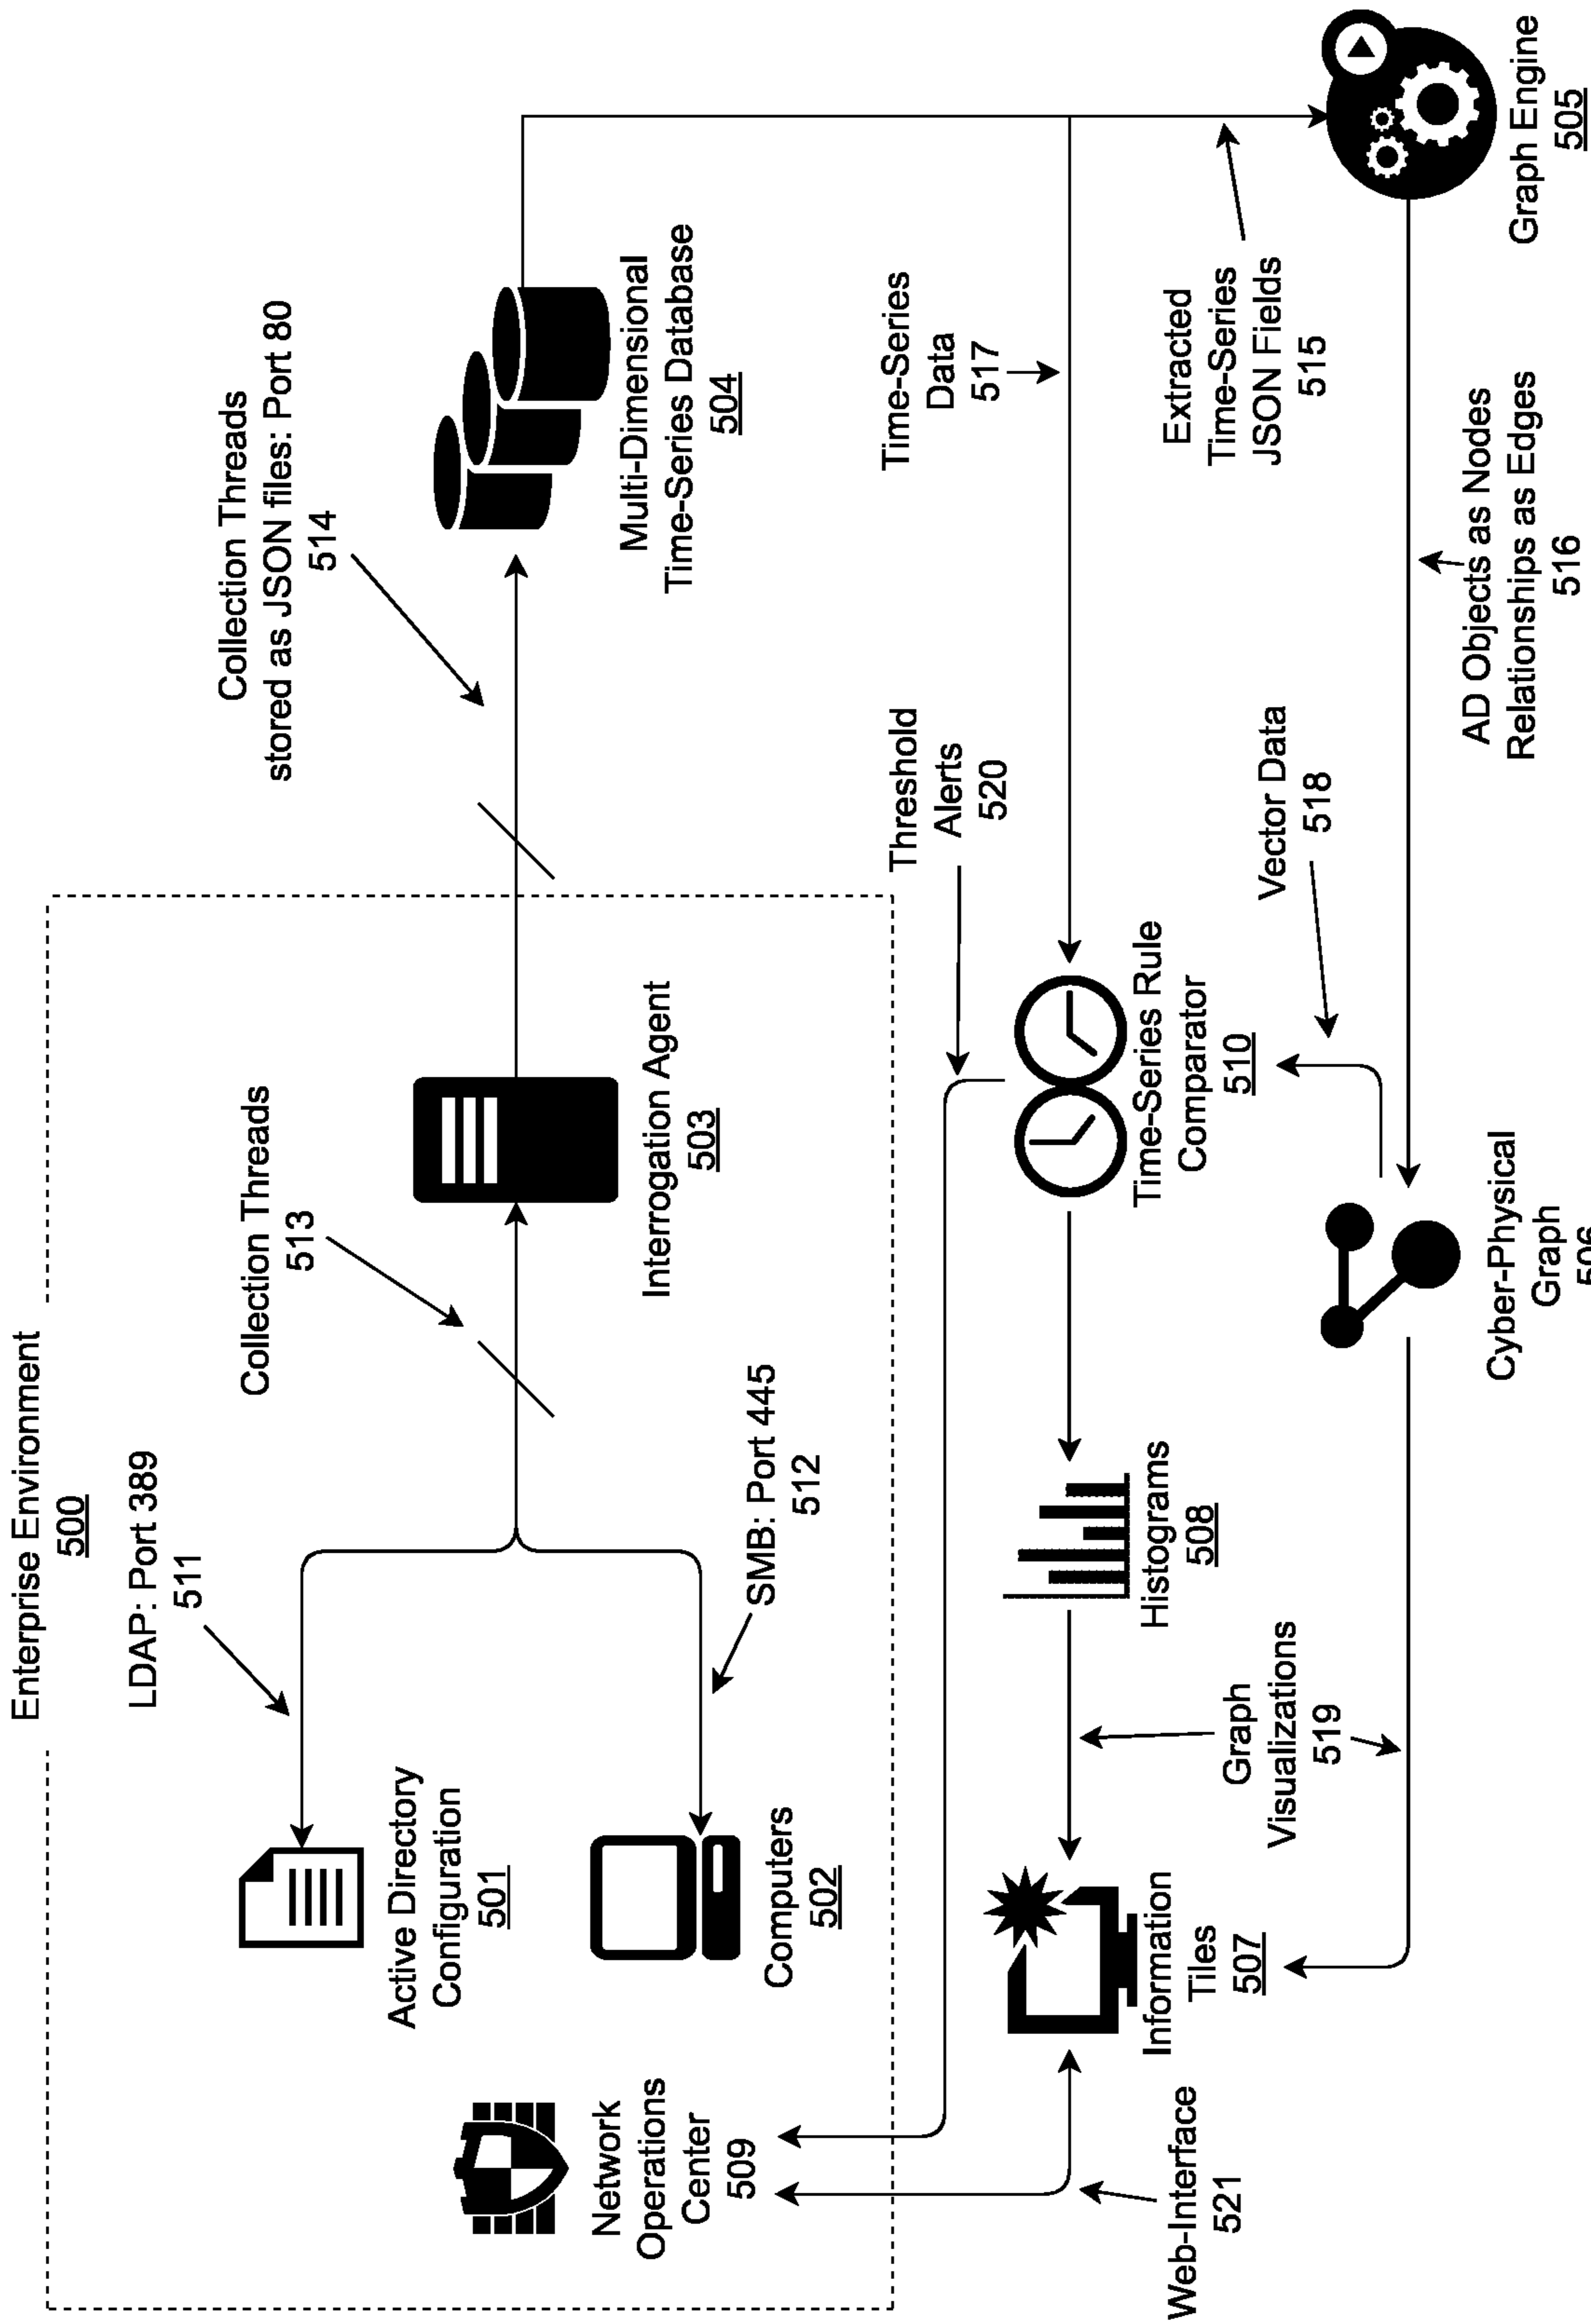 Enterprise Environment
500
LDAP: Port 389
511
Collection Threads
513
Collection Threads
stored as JSON files: Port 80
514
Active Directory
Configuration
501
Computers
502
SMB: Port 445
512
Interrogation Agent
503
Multi-Dimensional
Time-Series Database
504
Network
Operations
Center
509
Threshold
Alerts
520
Time-Series
Data
517
Web-Interface
521
Information
Tiles
507
Graph
Visualizations
519
Histograms
508
Time-Series Rule
Comparator
510
Vector Data
518
Extracted
Time-Series
JSON Fields
515
Cyber-Physical
Graph
506
AD Objects as Nodes
Relationships as Edges
516
Graph Engine
505